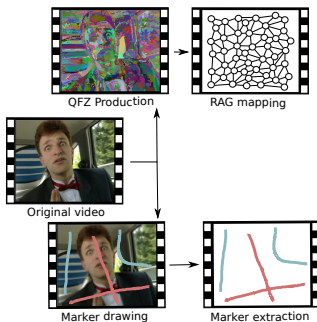 QFZ Production
RAG mapping
Original video
Marker drawing
Marker extraction